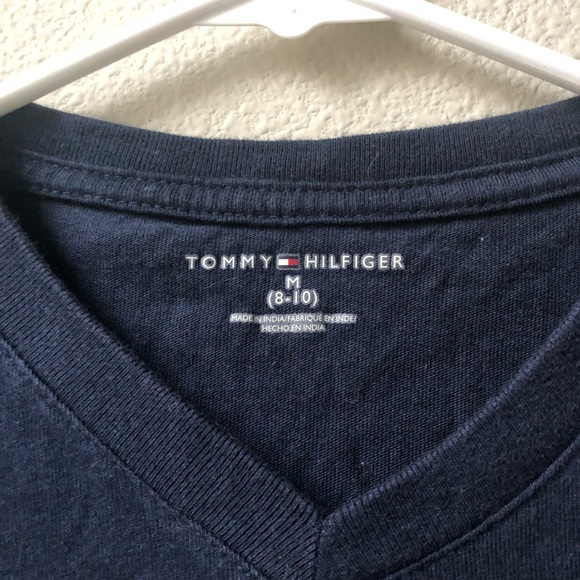 TOMMY HILFIGER
M
(8-10)
MADE IN INDIA/FABRIQUE EN INDE/
HECHO EN INDIA